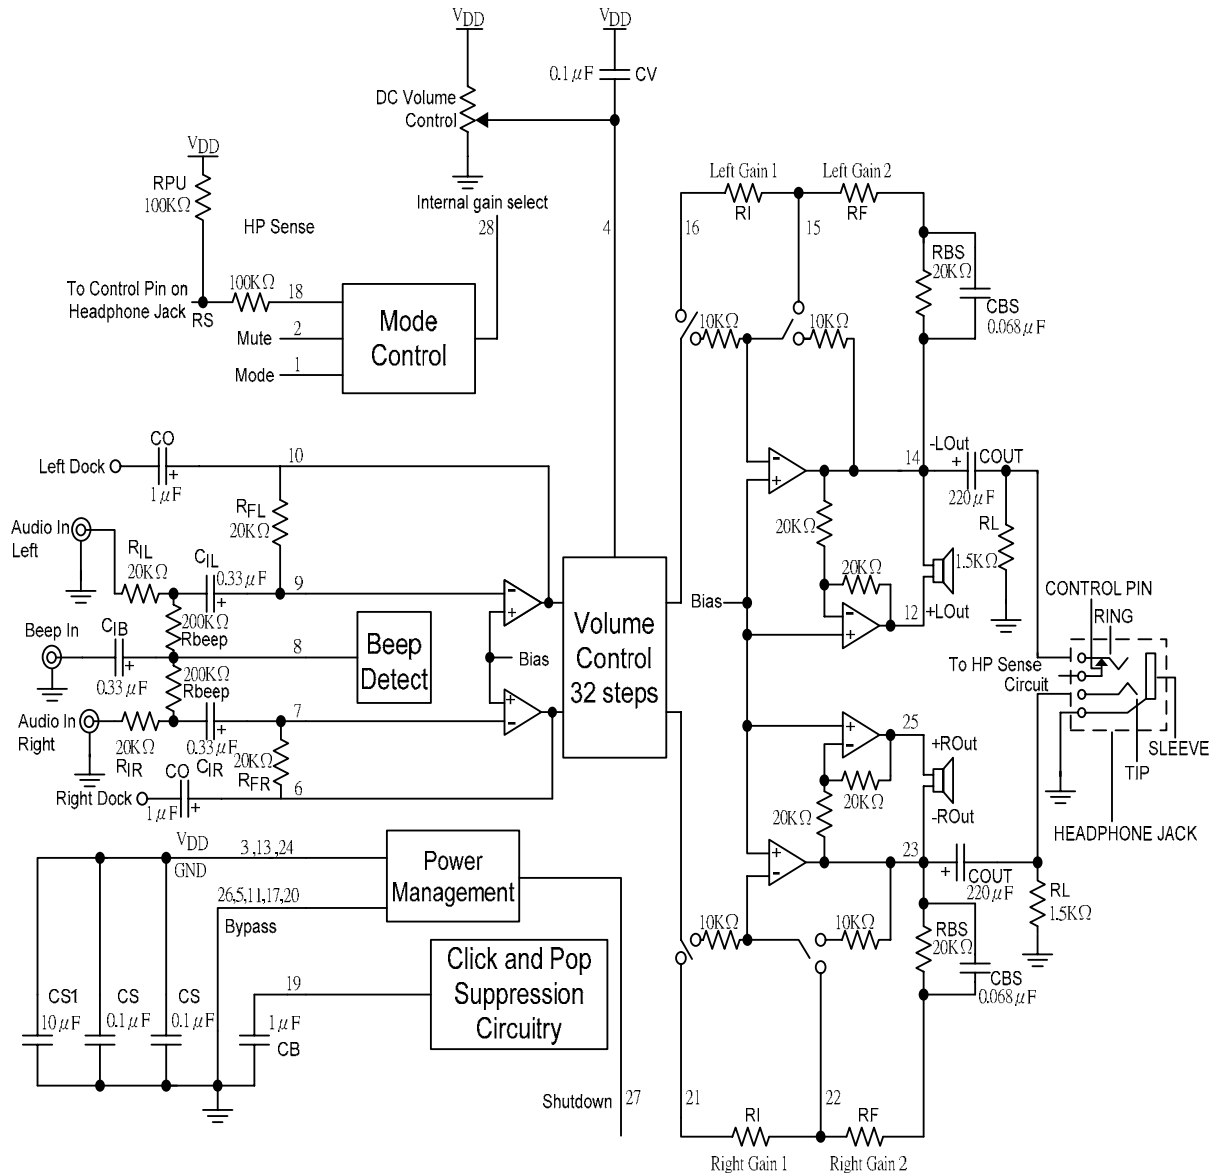 VDD
VDD
0.1μF
CV
DC Volume
Control
VDD
RPU
100KΩ
Internal gain select
HP Sense
28
4
To Control Pin on
Headphone Jack
RS
100KΩ
18
Mute
2
Mode
1
Mode
Control
Left Gain 1
RI
Left Gain 2
RF
16
15
RBS
20KΩ
CBS
0.068μF
10KΩ
10KΩ
CO
Left Dock
1μF
10
RFL
20KΩ
Audio In
Left
RIL
20KΩ
CIL
0.33μF
9
200KΩ
Rbeep
Beep In
CIB
0.33μF
8
Beep
Detect
Bias
200KΩ
Rbeep
Audio In
Right
20KΩ
RIR
0.33μF
CIR
7
20KΩ
RFR
CO
Right Dock
1μF
6
Volume
Control
32 steps
Bias
-
+
+
-
-
+
14
-LOut
+
COUT
220μF
20KΩ
RL
1.5KΩ
20KΩ
-
+
12
+LOut
CONTROL PIN
RING
To HP Sense
Circuit
SLEEVE
TIP
HEADPHONE JACK
+
-
25
+ROut
20KΩ
20KΩ
-ROut
+
-
23
+
COUT
220μF
RL
1.5KΩ
10KΩ
10KΩ
RBS
20KΩ
CBS
0.068μF
VDD
GND
3,13,24
Power
Management
26,5,11,17,20
Bypass
Click and Pop
Suppression
Circuitry
19
CS1
10μF
CS
0.1μF
CS
0.1μF
1μF
CB
Shutdown
27
21
22
RI
Right Gain 1
RF
Right Gain 2